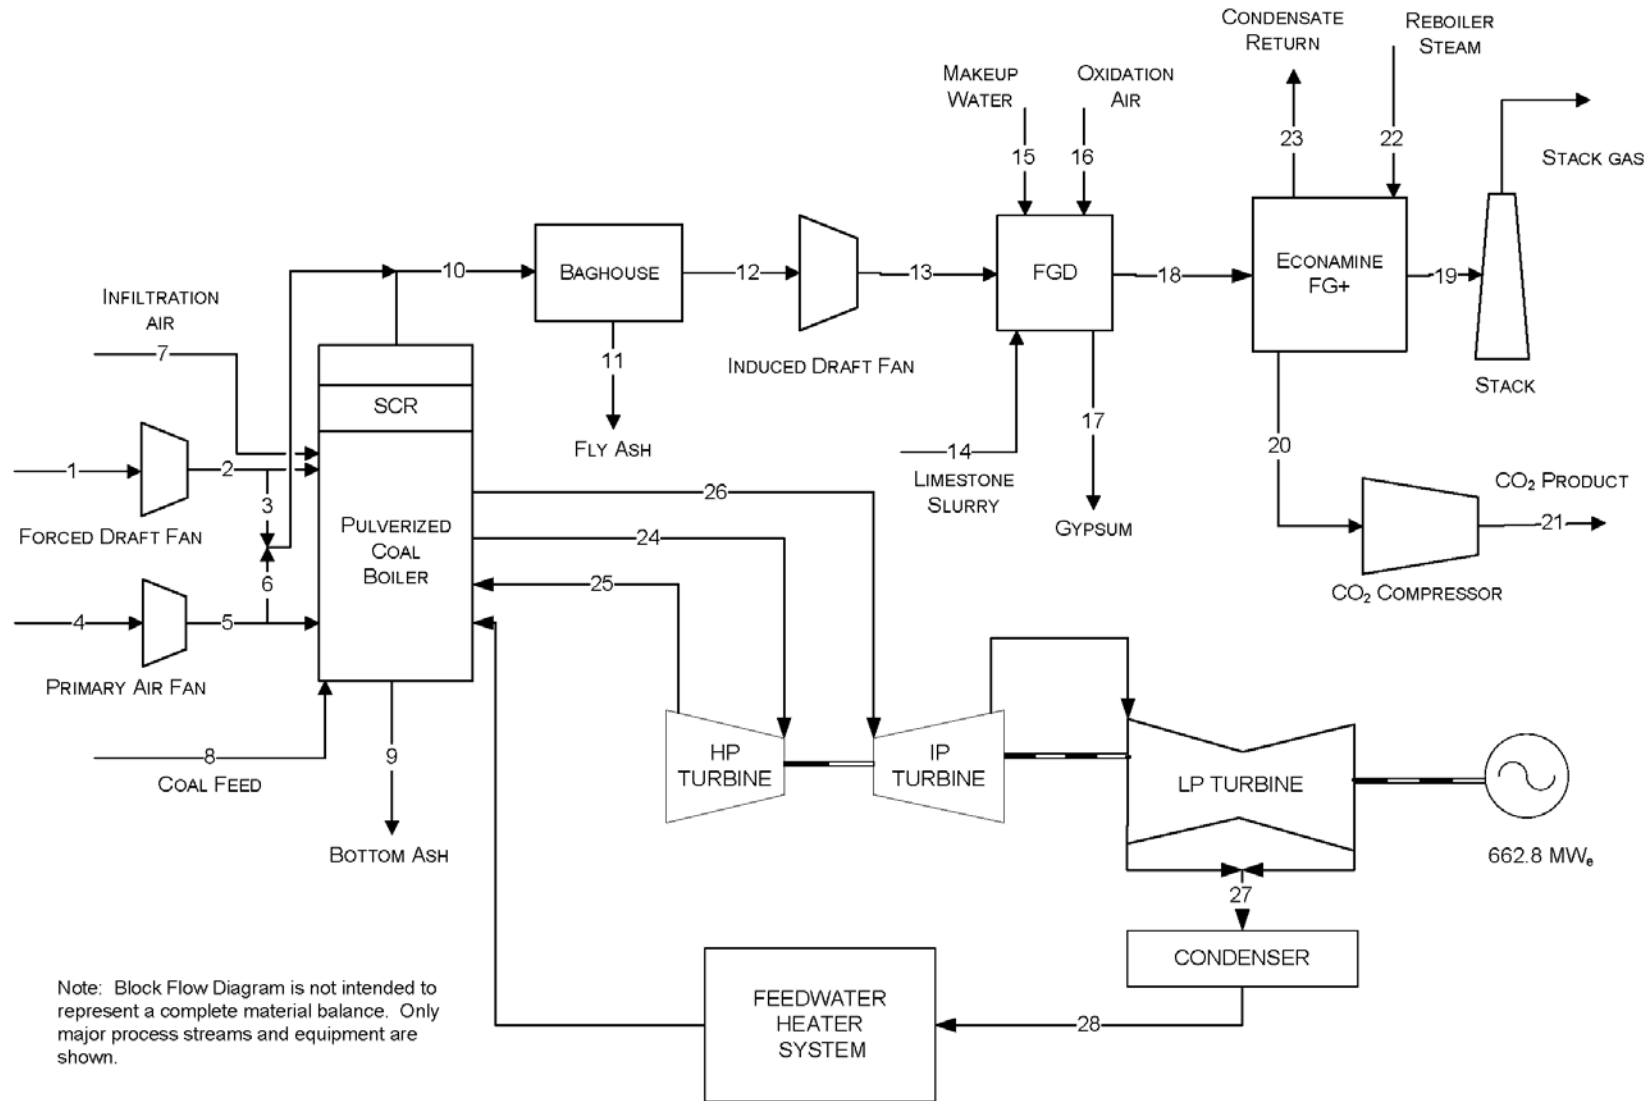 CONDENSATE
RETURN
REBOILER
STEAM
MAKEUP
WATER
OXIDATION
AIR
23
22
15
16
STACK GAS
INFILTRATION
AIR
7
10
BAGHOUSE
12
13
FGD
18
ECONAMINE
FG+
19
11
INDUCED DRAFT FAN
STACK
SCR
FLY ASH
14
LIMESTONE
SLURRY
17
GYPSUM
20
CO₂ PRODUCT
21
CO₂ COMPRESSOR
1
2
3
FORCED DRAFT FAN
PULVERIZED
COAL
BOILER
26
24
25
6
4
5
PRIMARY AIR FAN
8
COAL FEED
9
BOTTOM ASH
HP
TURBINE
IP
TURBINE
LP TURBINE
662.8 MWₑ
27
CONDENSER
28
FEEDWATER
HEATER
SYSTEM
Note: Block Flow Diagram is not intended to
represent a complete material balance. Only
major process streams and equipment are
shown.